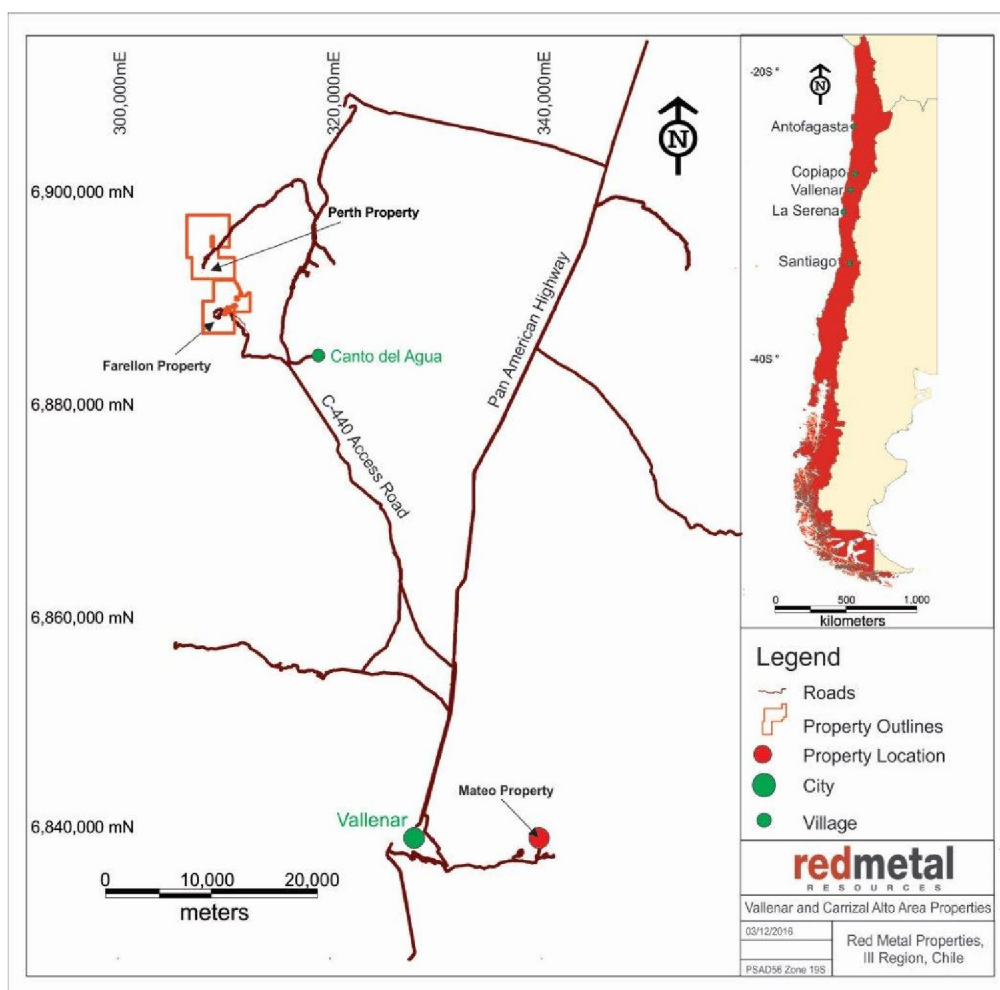 300,000mE
320,000mE
340,000mE
N
6,900,000 mN
6,880,000 mN
6,860,000 mN
6,840,000 mN
Perth Property
Farellon Property
Canto del Agua
C-440 Access Road
Pan American Highway
Mateo Property
Vallenar
0 10,000 20,000
meters
-20S °
N
Antofagasta
Copiapo
Vallenar
La Serena
Santiago
-40S °
0 500 1,000
kilometers
Legend
Roads
Property Outlines
Property Location
City
Village
redmetal
RESOURCES
Vallenar and Carrizal Alto Area Properties
03/12/2016
PSAD56 Zone 19S
Red Metal Properties,
III Region, Chile